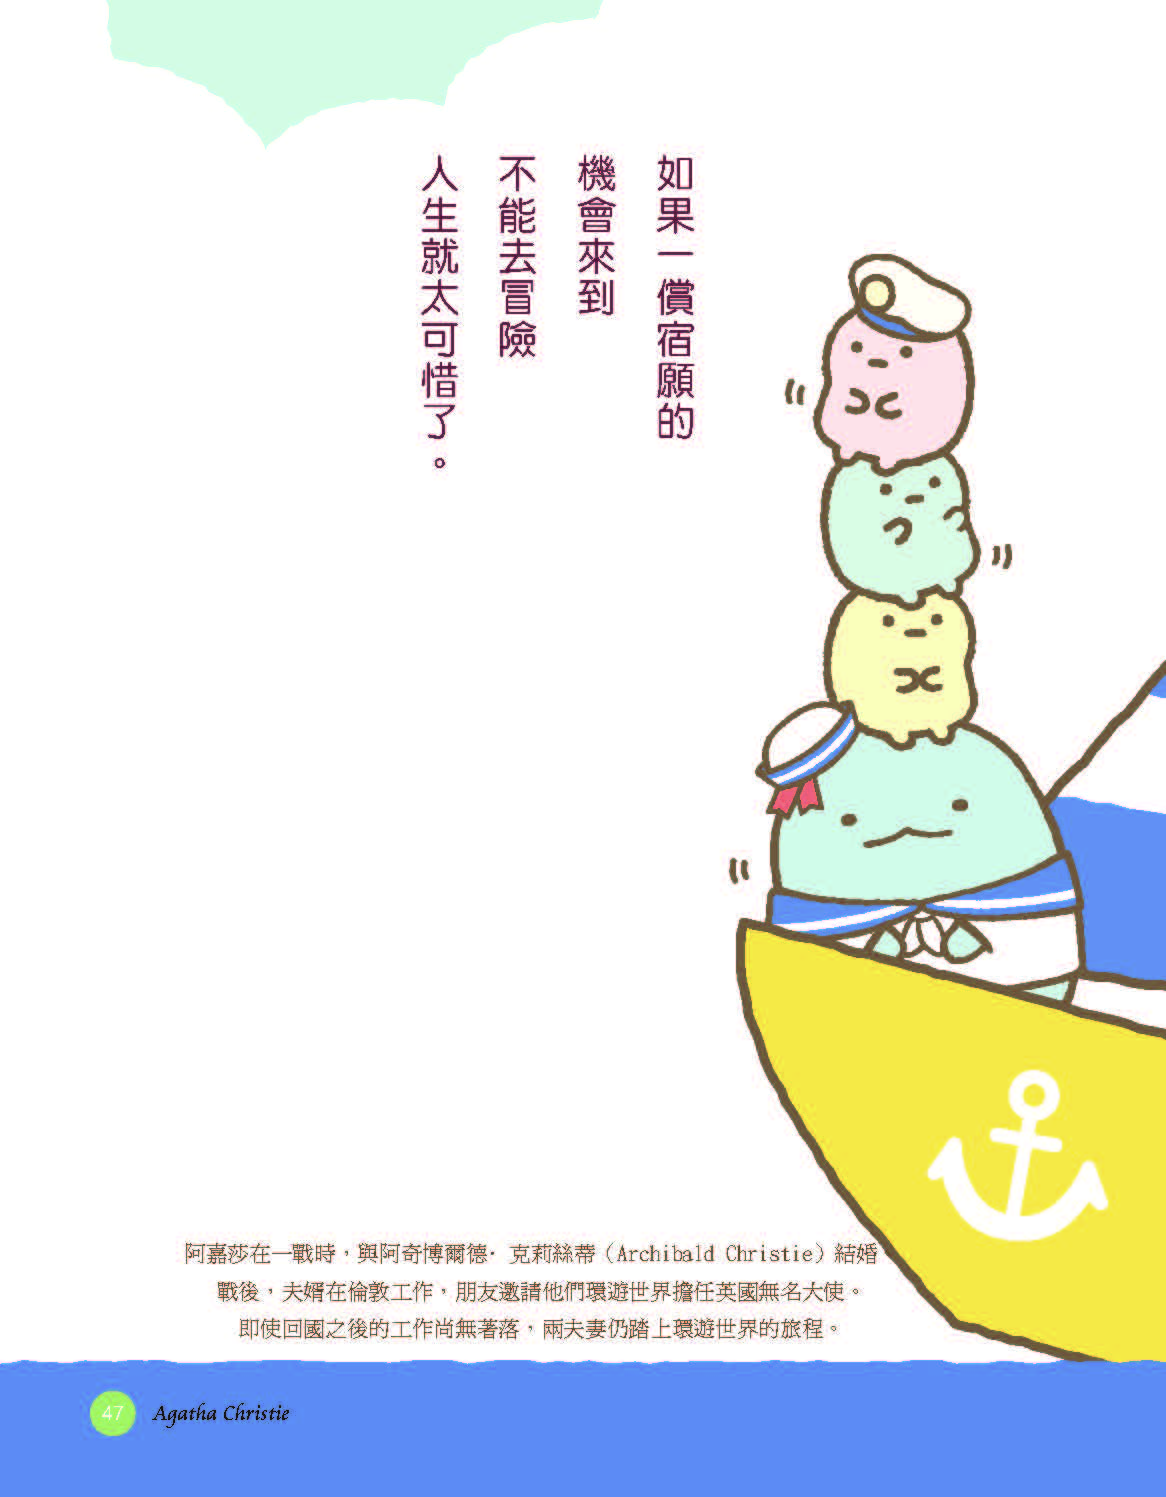 如果一償宿願的
機會來到
不能去冒險
人生就太可惜了。
阿嘉莎在一戰時，與阿奇博爾德·克莉絲蒂（Archibald Christie）結婚
戰後，夫婿在倫敦工作，朋友邀請他們環遊世界擔任英國無名大使。
即使回國之後的工作尚無著落，兩夫妻仍踏上環遊世界的旅程。
47 Agatha Christie